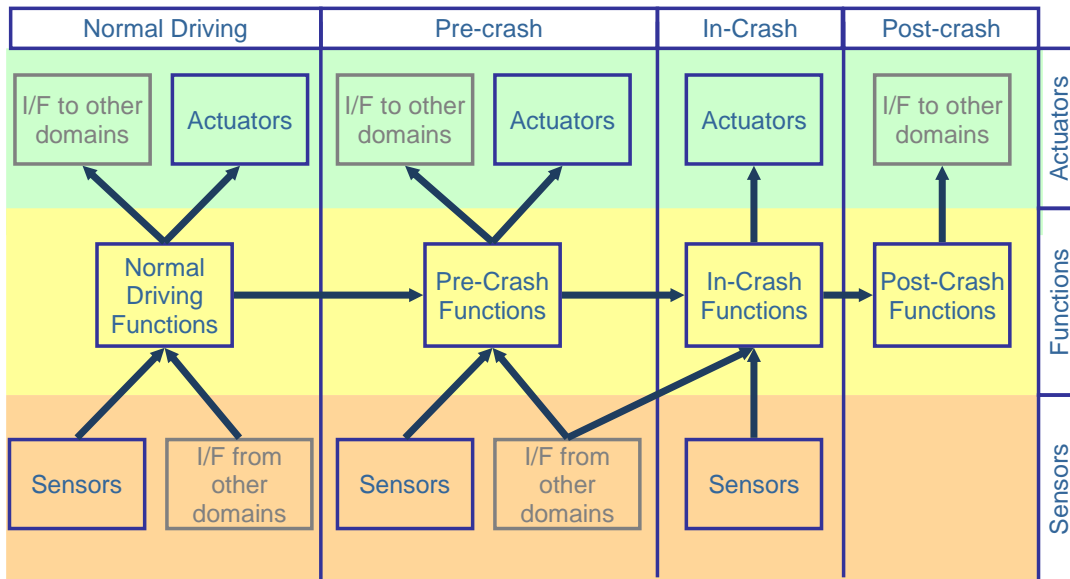 Normal Driving
Pre-crash
In-Crash
Post-crash
I/F to other
domains
Actuators
I/F to other
domains
Actuators
Actuators
I/F to other
domains
Actuators
Normal
Driving
Functions
Pre-Crash
Functions
In-Crash
Functions
Post-Crash
Functions
Functions
Sensors
I/F from
other
domains
Sensors
I/F from
other
domains
Sensors
Sensors